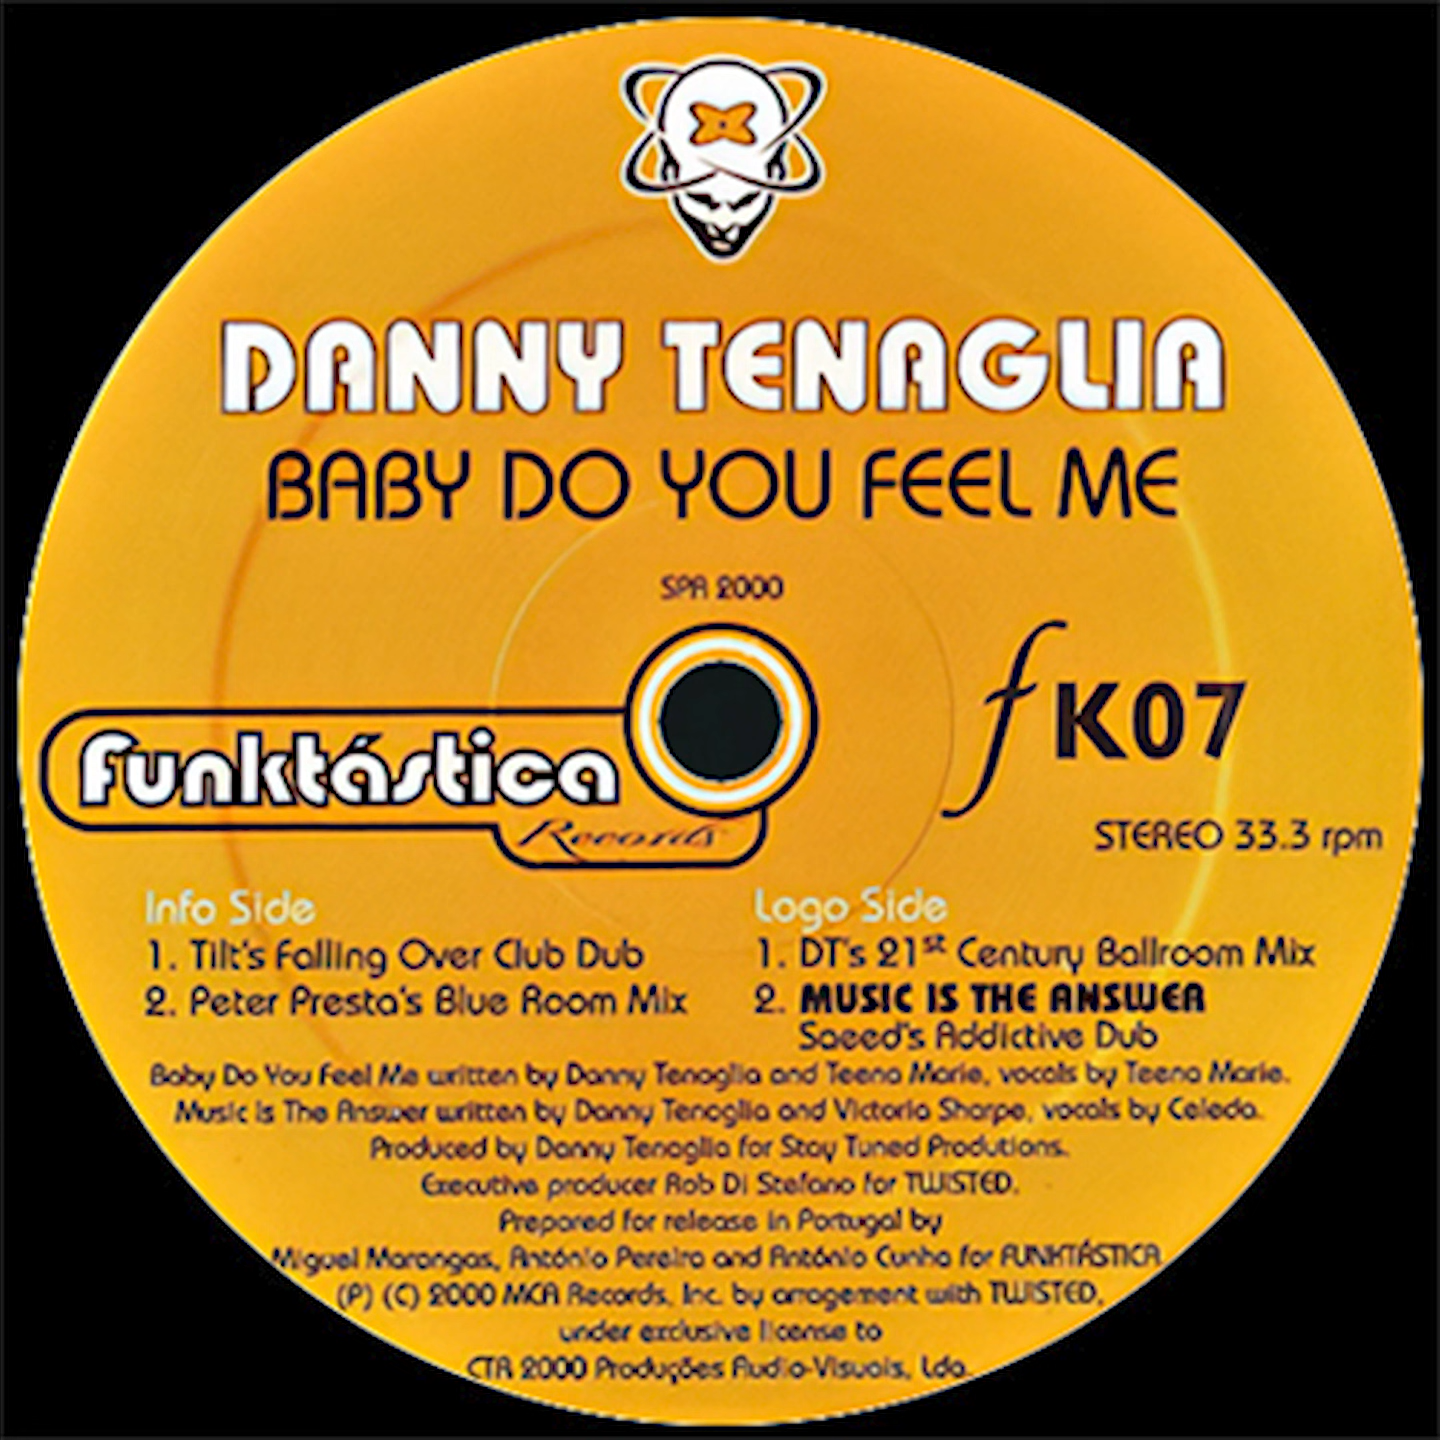 DANNY TENAGLIA
BABY DO YOU FEEL ME
SPA 2000
fK07
Funktástica
Records
STEREO 33.3 rpm
Info Side
1. Tilt's Falling Over Club Dub
2. Peter Presta's Blue Room Mix
Logo Side
1. DT's 21st Century Ballroom Mix
2. MUSIC IS THE ANSWER
Saeed's Addictive Dub
Baby Do You Feel Me written by Danny Tenaglia and Teena Marie, vocals by Teena Marie.
Music Is The Answer written by Danny Tenaglia and Victoria Sharpe, vocals by Celeda.
Produced by Danny Tenaglia for Stay Tuned Produtions.
Executive producer Rob Di Stefano for TWISTED.
Prepared for release in Portugal by
Miguel Marangas, António Pereira and António Cunha for FUNKTÁSTICA
(P) (C) 2000 MCA Records, Inc. by arragement with TWISTED,
under exclusive license to
CTR 2000 Produções Audio-Visuais, Lda.